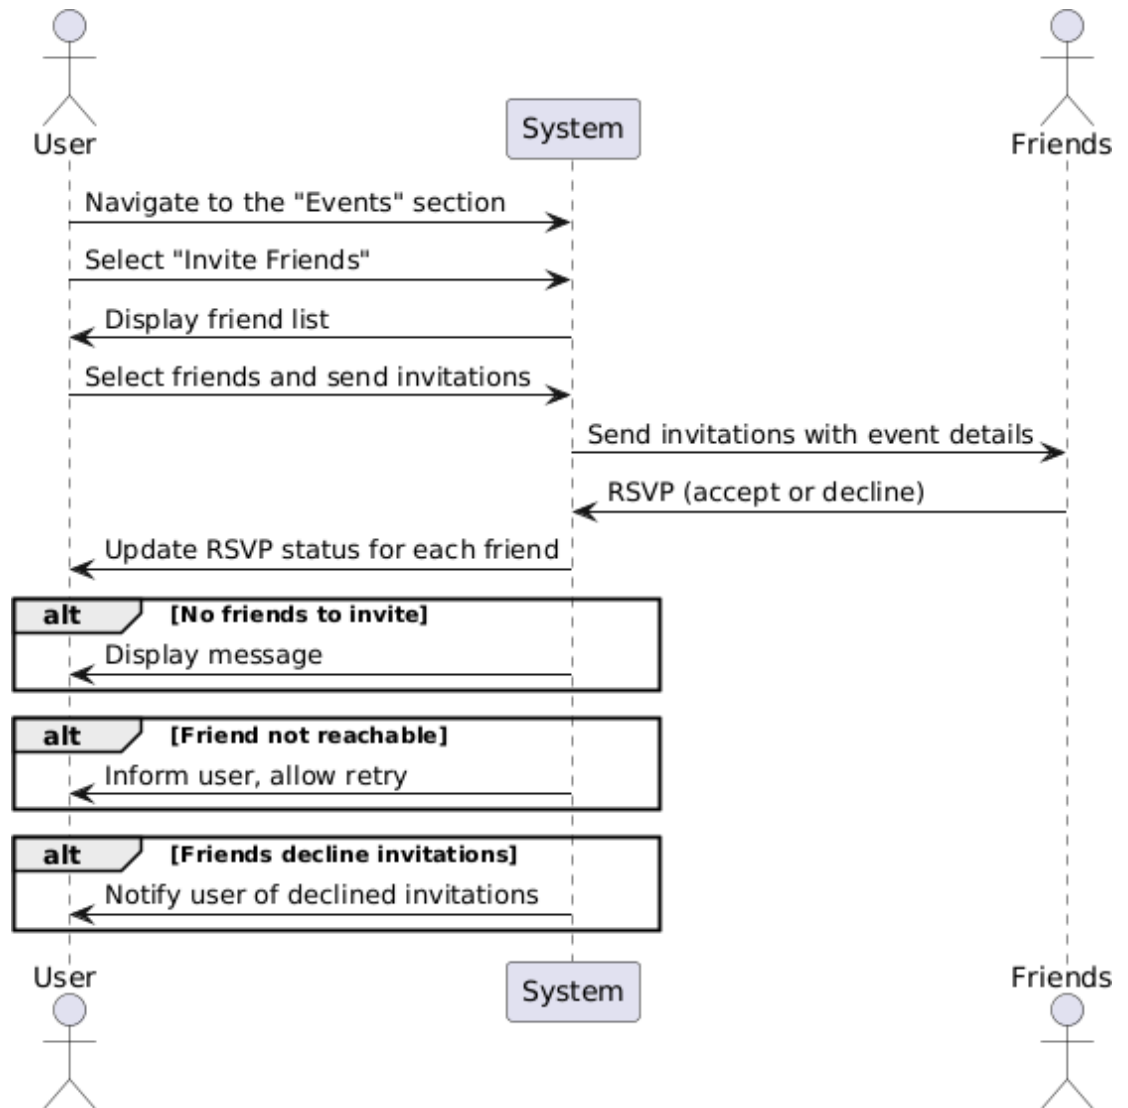 User
System
Friends
Navigate to the "Events" section
Select "Invite Friends"
Display friend list
Select friends and send invitations
Send invitations with event details
RSVP (accept or decline)
Update RSVP status for each friend
alt [No friends to invite]
Display message
alt [Friend not reachable]
Inform user, allow retry
alt [Friends decline invitations]
Notify user of declined invitations
User
System
Friends